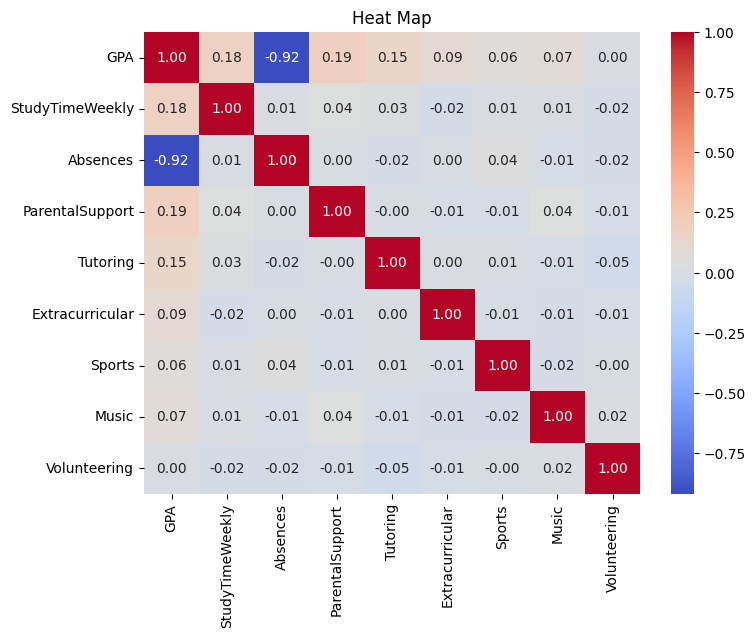 Heat Map
GPA 1.00 0.18 -0.92 0.19 0.15 0.09 0.06 0.07 0.00
StudyTimeWeekly 0.18 1.00 0.01 0.04 0.03 -0.02 0.01 0.01 -0.02
Absences -0.92 0.01 1.00 0.00 -0.02 0.00 0.04 -0.01 -0.02
ParentalSupport 0.19 0.04 0.00 1.00 -0.00 -0.01 -0.01 0.04 -0.01
Tutoring 0.15 0.03 -0.02 -0.00 1.00 0.00 0.01 -0.01 -0.05
Extracurricular 0.09 -0.02 0.00 -0.01 0.00 1.00 -0.01 -0.01 -0.01
Sports 0.06 0.01 0.04 -0.01 0.01 -0.01 1.00 -0.02 -0.00
Music 0.07 0.01 -0.01 0.04 -0.01 -0.01 -0.02 1.00 0.02
Volunteering 0.00 -0.02 -0.02 -0.01 -0.05 -0.01 -0.00 0.02 1.00
GPA
StudyTimeWeekly
Absences
ParentalSupport
Tutoring
Extracurricular
Sports
Music
Volunteering
1.00
0.75
0.50
0.25
0.00
−0.25
−0.50
−0.75